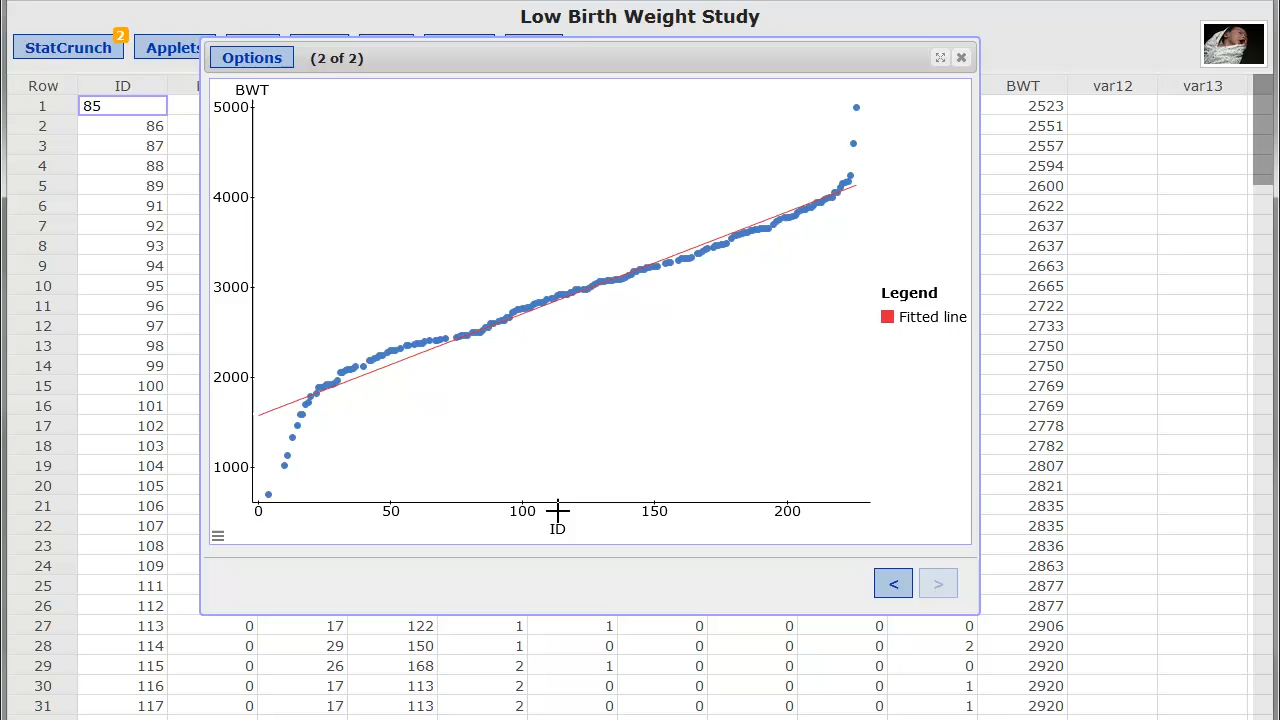 Low Birth Weight Study
StatCrunch 2 Applets
Options (2 of 2)
Row ID BWT var12 var13
1 85 2523
2 86 2551
3 87 2557
4 88 2594
5 89 2600
6 91 2622
7 92 2637
8 93 2637
9 94 2663
10 95 2665
11 96 2722
12 97 2733
13 98 2750
14 99 2750
15 100 2769
16 101 2769
17 102 2778
18 103 2782
19 104 2807
20 105 2821
21 106 2835
22 107 2835
23 108 2836
24 109 2863
25 111 2877
26 112 2877
27 113 0 17 122 1 1 0 0 0 0 2906
28 114 0 29 150 1 0 0 0 0 2 2920
29 115 0 26 168 2 1 0 0 0 0 2920
30 116 0 17 113 2 0 0 0 0 1 2920
31 117 0 17 113 2 0 0 0 0 1 2920
BWT
5000
4000
3000
2000
1000
0 50 100 150 200
ID
Legend
Fitted line
< >